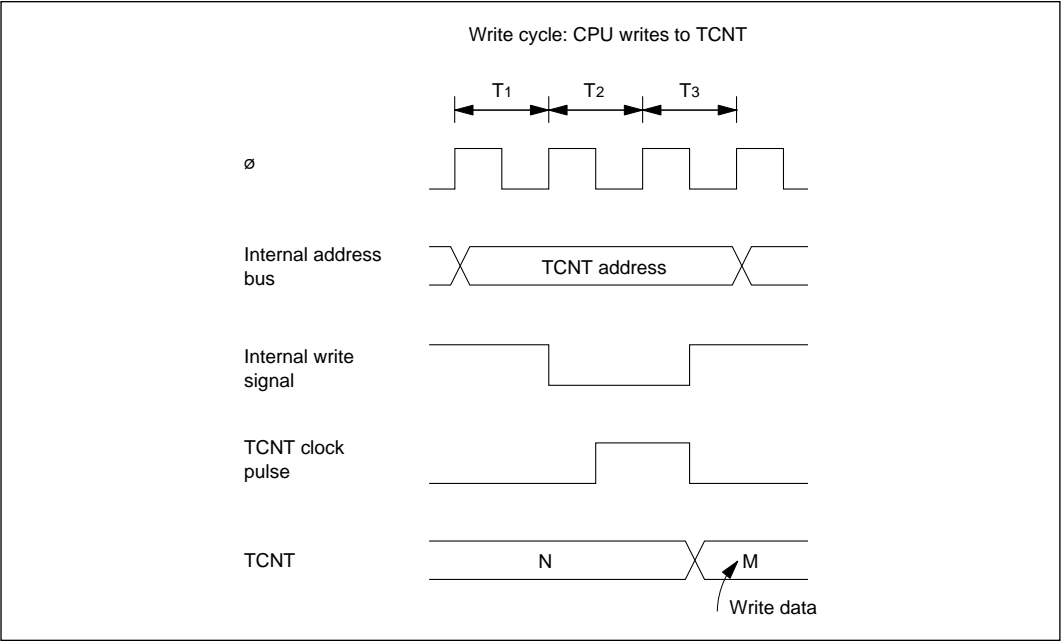 Write cycle: CPU writes to TCNT
T1 T2 T3
ø
Internal address
bus
TCNT address
Internal write
signal
TCNT clock
pulse
TCNT
N
M
Write data